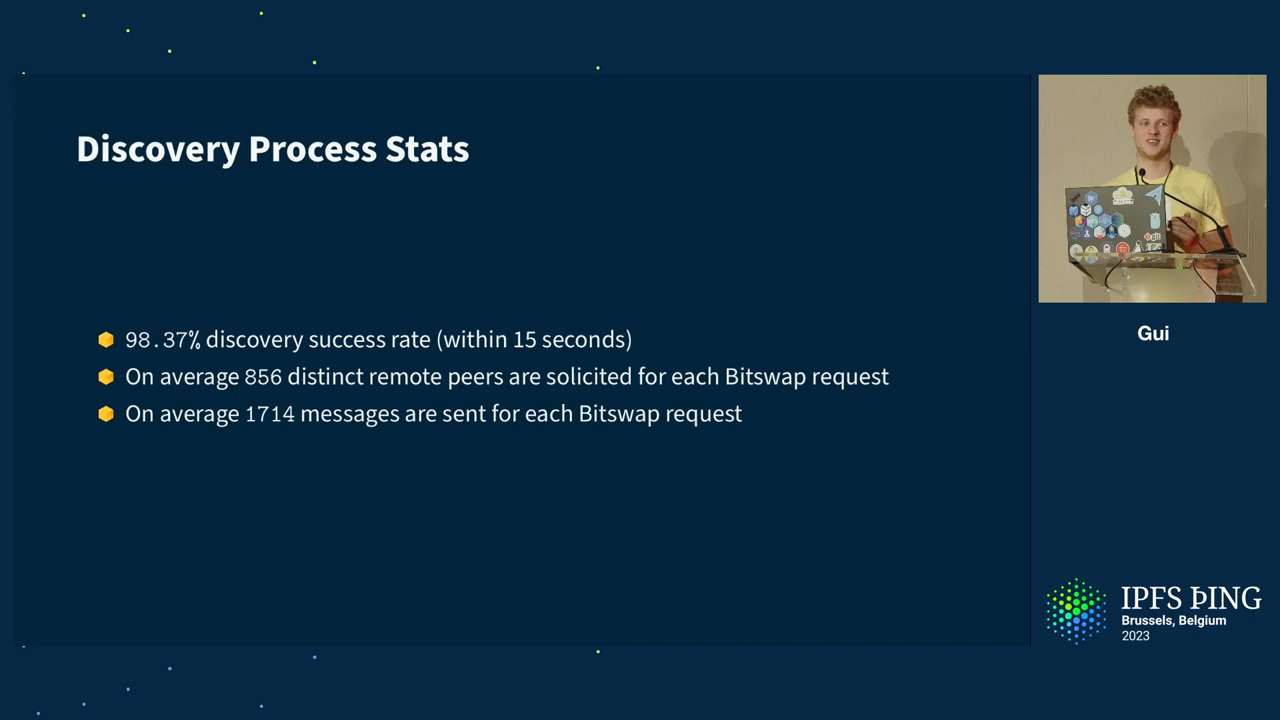 Discovery Process Stats
98.37% discovery success rate (within 15 seconds)
On average 856 distinct remote peers are solicited for each Bitswap request
On average 1714 messages are sent for each Bitswap request
git
Gui
IPFS ÞING
Brussels, Belgium
2023